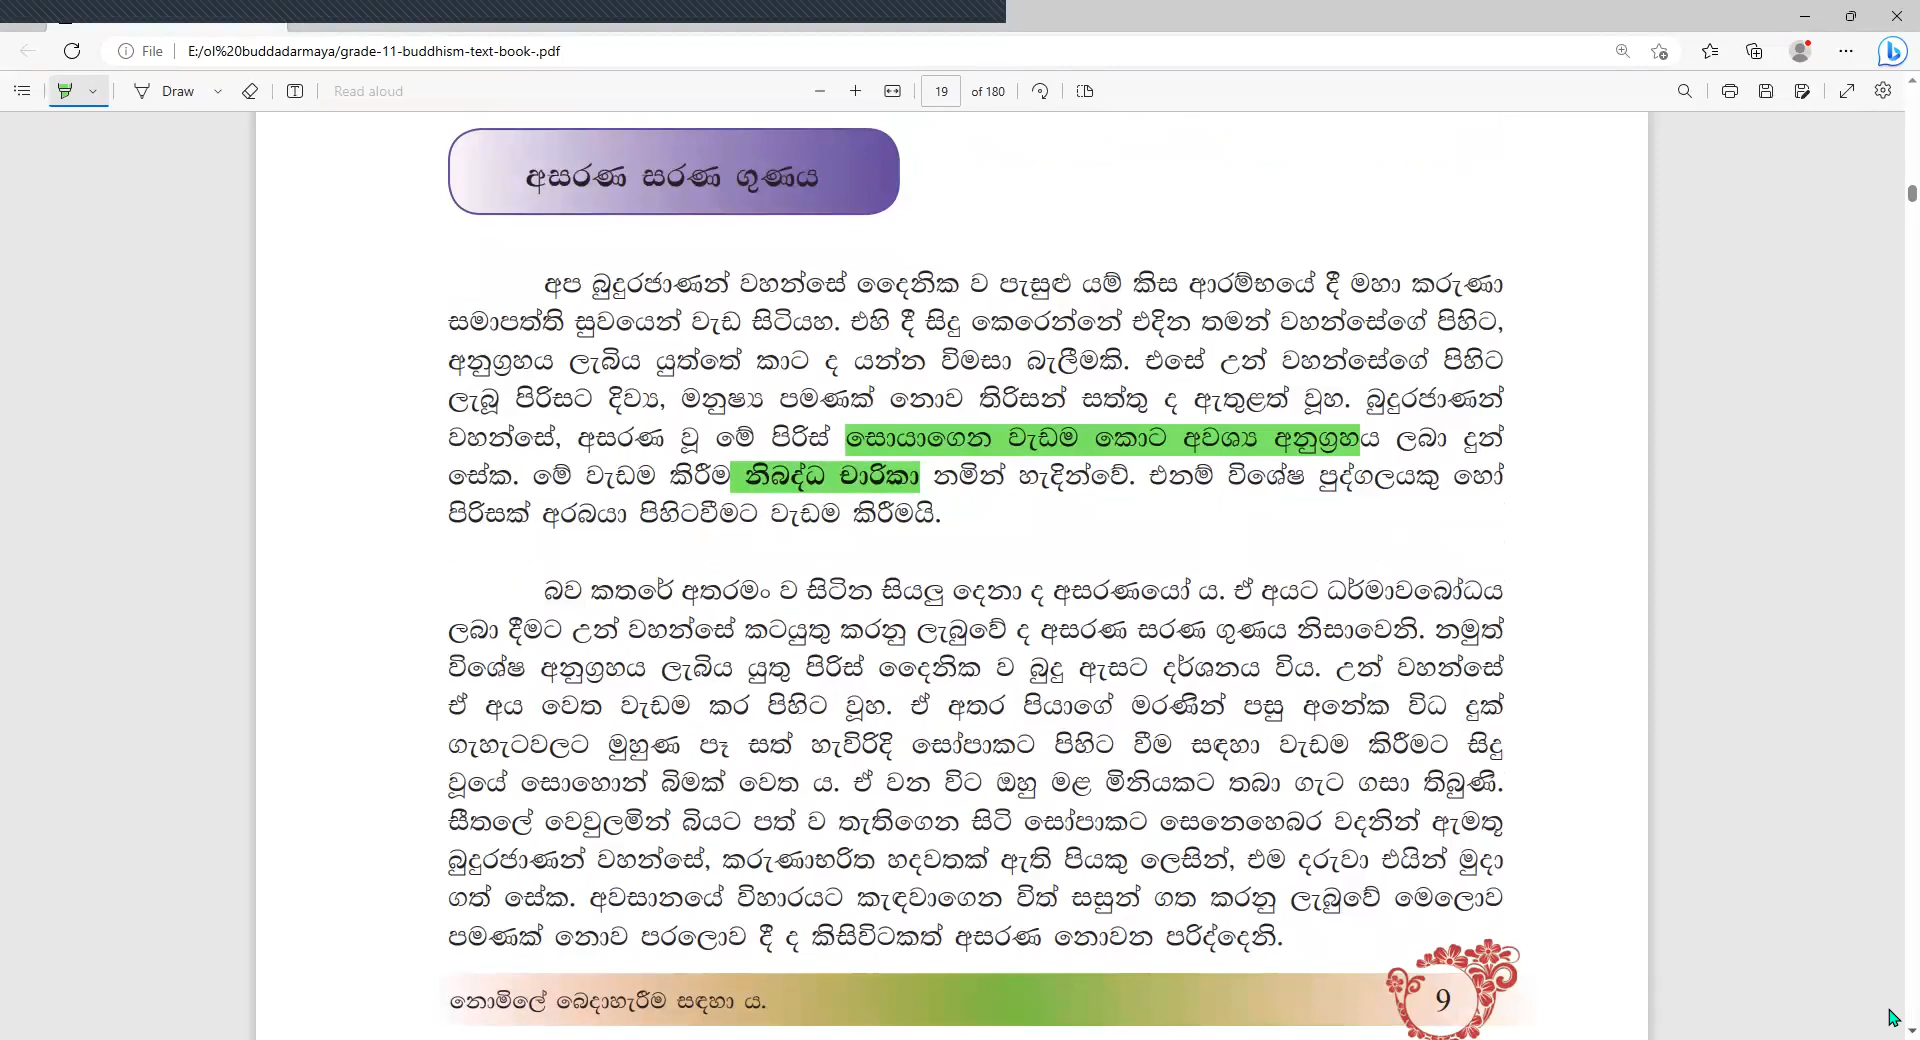 File
E:/ol%20buddadarmaya/grade-11-buddhism-text-book-.pdf
Draw
Read aloud
19 of 180
අසරණ සරණ ගුණය
අප බුදුරජාණන් වහන්සේ දෛනික ව පැසුළු යම් කිස ආරම්භයේ දී මහා කරුණා
සමාපත්ති සුවයෙන් වැඩ සිටියහ. එහි දී සිදු කෙරෙන්නේ එදින තමන් වහන්සේගේ පිහිට,
අනුග්‍රහය ලැබිය යුත්තේ කාට ද යන්න විමසා බැලීමකි. එසේ උන් වහන්සේගේ පිහිට
ලැබූ පිරිසට දිව්‍ය, මනුෂ්‍ය පමණක් නොව තිරිසන් සත්තු ද ඇතුළත් වූහ. බුදුරජාණන්
වහන්සේ, අසරණ වූ මේ පිරිස් සොයාගෙන වැඩම කොට අවශ්‍ය අනුග්‍රහය ලබා දුන්
සේක. මේ වැඩම කිරීම නිබද්ධ චාරිකා නමින් හැදින්වේ. එනම් විශේෂ පුද්ගලයකු හෝ
පිරිසක් අරබයා පිහිටවීමට වැඩම කිරීමයි.
බව කතරේ අතරමං ව සිටින සියලු දෙනා ද අසරණයෝ ය. ඒ අයට ධර්මාවබෝධය
ලබා දීමට උන් වහන්සේ කටයුතු කරනු ලැබුවේ ද අසරණ සරණ ගුණය නිසාවෙනි. නමුත්
විශේෂ අනුග්‍රහය ලැබිය යුතු පිරිස් දෛනික ව බුදු ඇසට දර්ශනය විය. උන් වහන්සේ
ඒ අය වෙත වැඩම කර පිහිට වූහ. ඒ අතර පියාගේ මරණින් පසු අනේක විධ දුක්
ගැහැටවලට මුහුණ පෑ සත් හැවිරිදි සෝපාකට පිහිට වීම සඳහා වැඩම කිරීමට සිදු
වූයේ සොහොන් බිමක් වෙත ය. ඒ වන විට ඔහු මළ මිනියකට තබා ගැට ගසා තිබුණි.
සීතලේ වෙවුලමින් බියට පත් ව තැතිගෙන සිටි සෝපාකට සෙනෙහෙබර වදනින් ඇමතූ
බුදුරජාණන් වහන්සේ, කරුණාභරිත හදවතක් ඇති පියකු ලෙසින්, එම දරුවා එයින් මුදා
ගත් සේක. අවසානයේ විහාරයට කැඳවාගෙන විත් සසුන් ගත කරනු ලැබුවේ මෙලොව
පමණක් නොව පරලොව දී ද කිසිවිටකත් අසරණ නොවන පරිද්දෙනි.
නොමිලේ බෙදාහැරීම සඳහා ය.
9